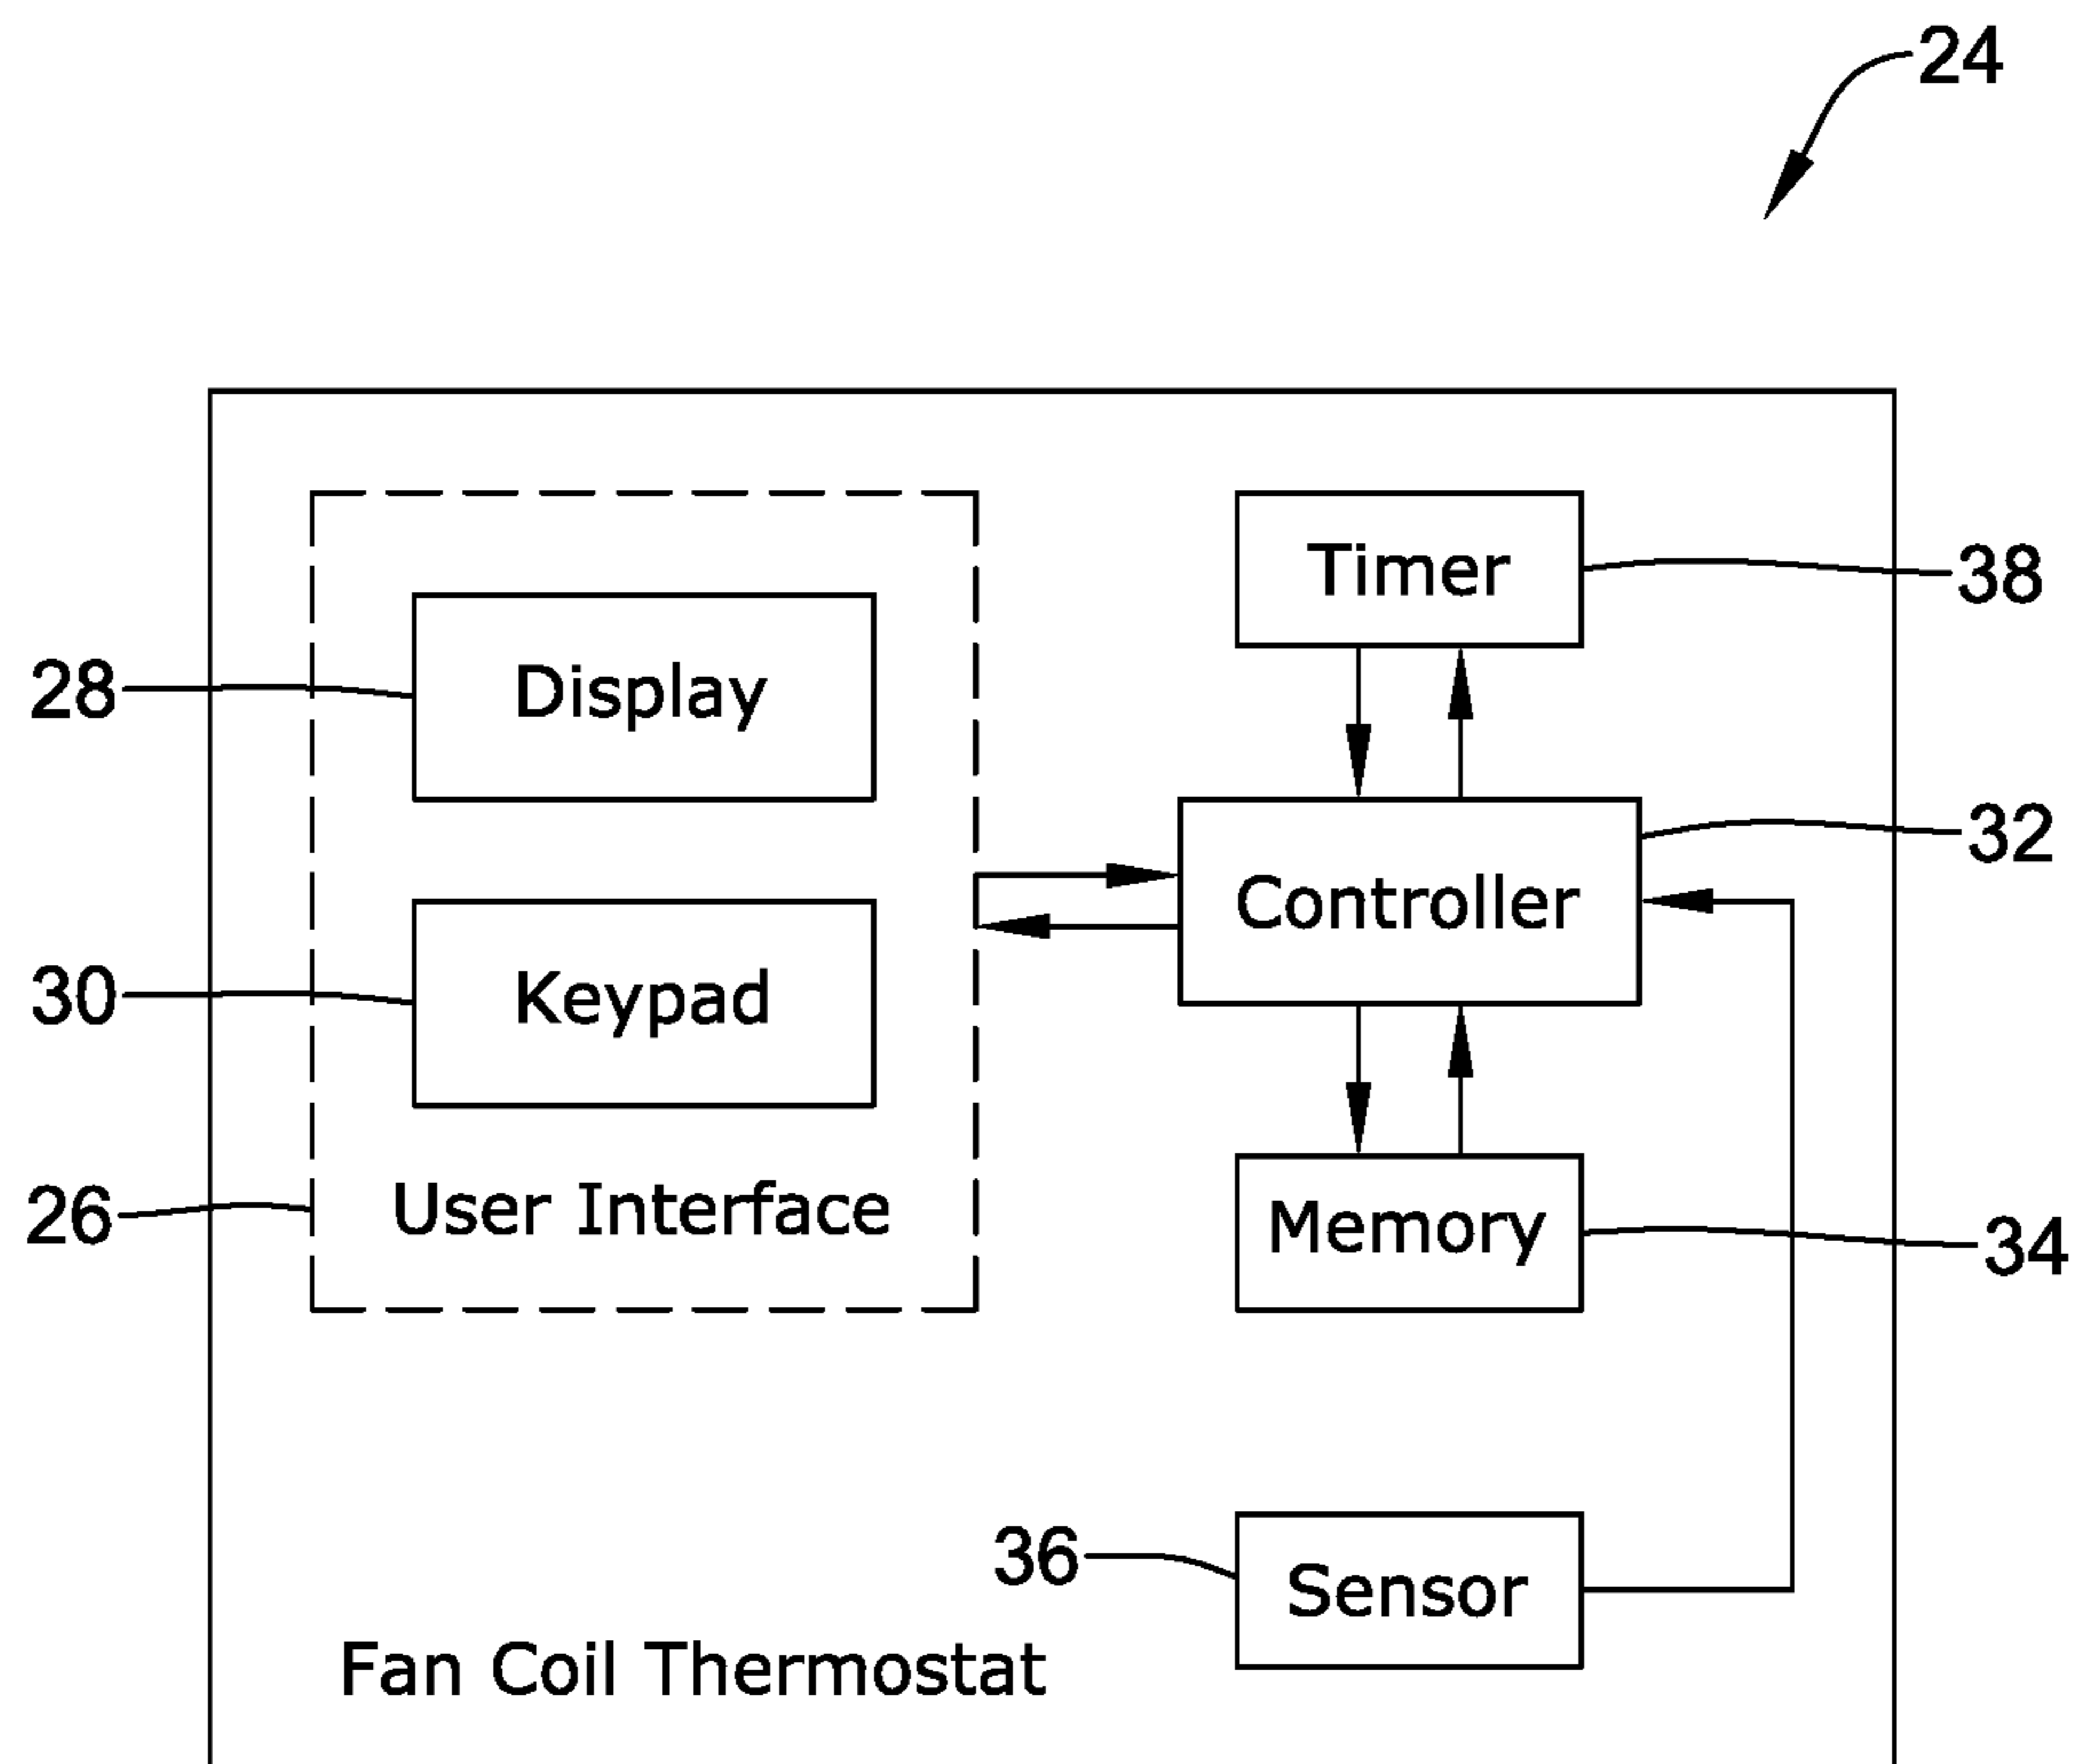 24
Timer
38
28
Display
32
Controller
30
Keypad
26
User Interface
Memory
34
36
Sensor
Fan Coil Thermostat